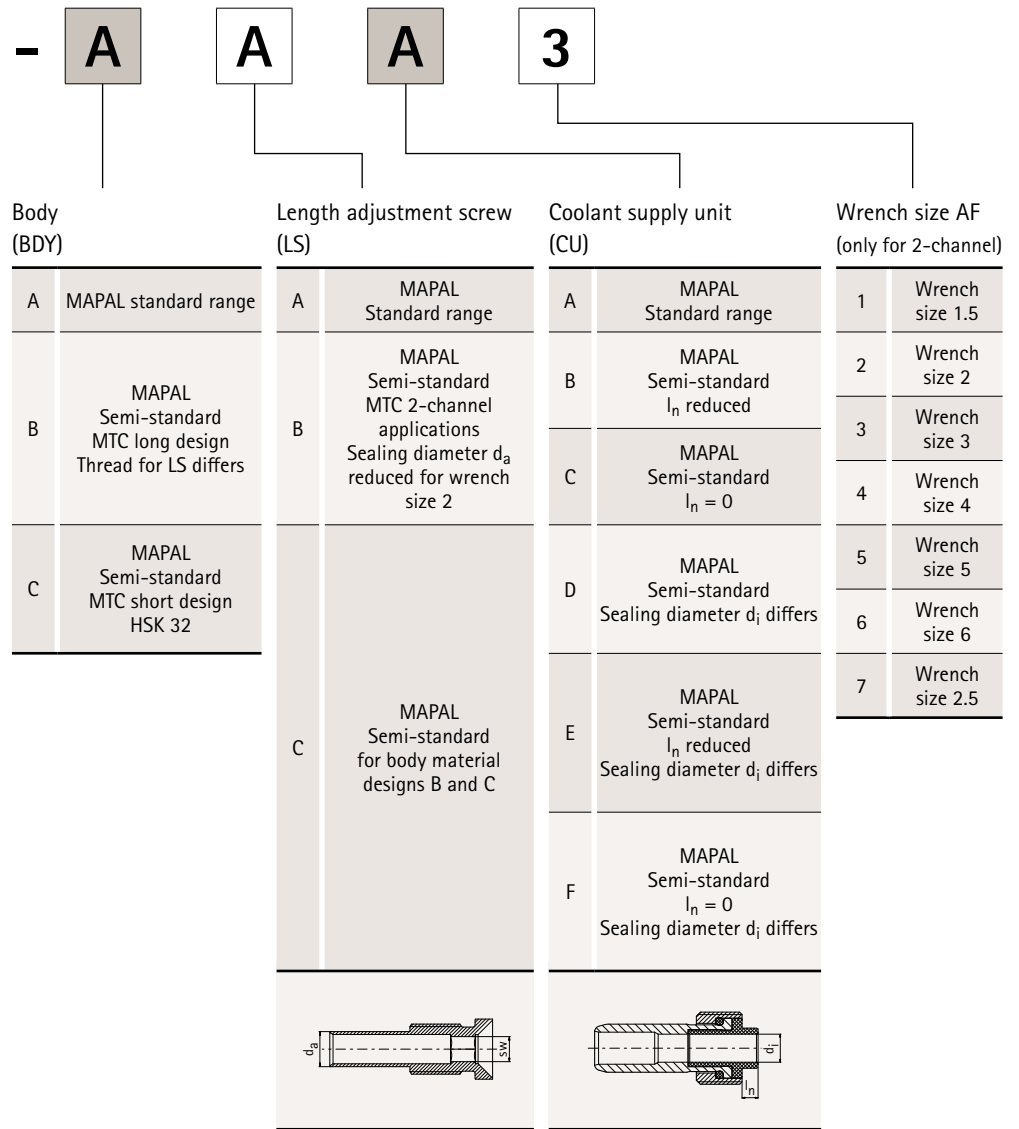 - A A A 3
Body
(BDY)
A MAPAL standard range
B MAPAL
Semi-standard
MTC long design
Thread for LS differs
C MAPAL
Semi-standard
MTC short design
HSK 32
Length adjustment screw
(LS)
A MAPAL
Standard range
B MAPAL
Semi-standard
MTC 2-channel
applications
Sealing diameter da
reduced for wrench
size 2
C MAPAL
Semi-standard
for body material
designs B and C
da
sw
Coolant supply unit
(CU)
A MAPAL
Standard range
B MAPAL
Semi-standard
ln reduced
C MAPAL
Semi-standard
ln = 0
D MAPAL
Semi-standard
Sealing diameter di differs
E MAPAL
Semi-standard
ln reduced
Sealing diameter di differs
F MAPAL
Semi-standard
ln = 0
Sealing diameter di differs
di
ln
Wrench size AF
(only for 2-channel)
1 Wrench
size 1.5
2 Wrench
size 2
3 Wrench
size 3
4 Wrench
size 4
5 Wrench
size 5
6 Wrench
size 6
7 Wrench
size 2.5